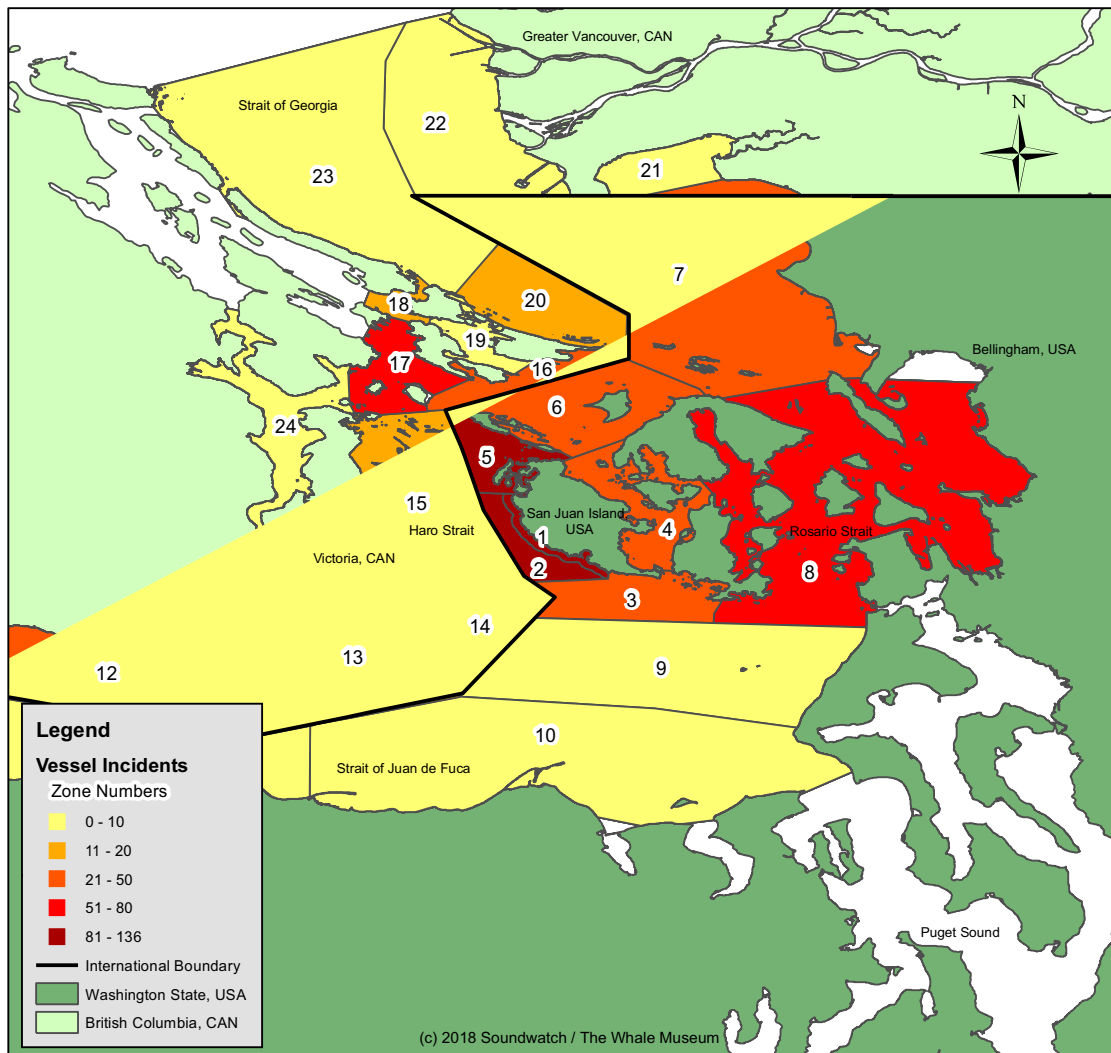 Greater Vancouver, CAN
Strait of Georgia
N
22
21
23
7
20
18
19
Bellingham, USA
17
16
6
24
5
15
San Juan Island
USA
Haro Strait
4
Rosario Strait
1
Victoria, CAN
2
8
3
14
13
9
12
10
Strait of Juan de Fuca
Legend
Vessel Incidents
Zone Numbers
0 - 10
11 - 20
21 - 50
51 - 80
81 - 136
International Boundary
Washington State, USA
British Columbia, CAN
Puget Sound
(c) 2018 Soundwatch / The Whale Museum